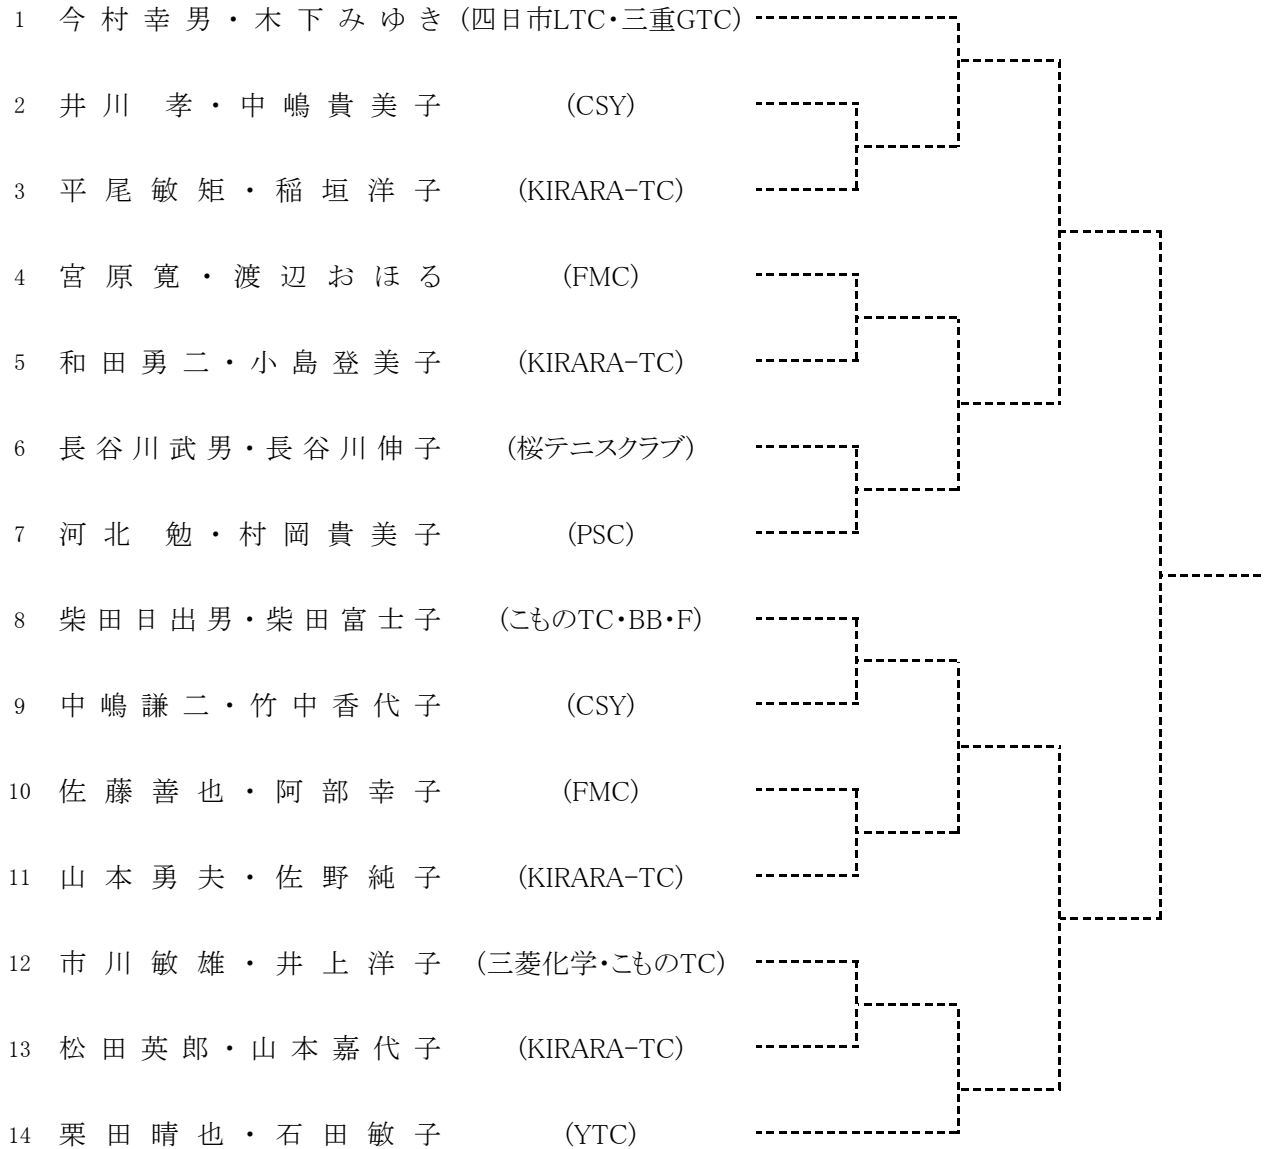 1 今村幸男・木下みゆき (四日市LTC・三重GTC)
2 井川 孝・中嶋貴美子 (CSY)
3 平尾敏矩・稲垣洋子 (KIRARA-TC)
4 宮原寛・渡辺おほる (FMC)
5 和田勇二・小島登美子 (KIRARA-TC)
6 長谷川武男・長谷川伸子 (桜テニスクラブ)
7 河北 勉・村岡貴美子 (PSC)
8 柴田日出男・柴田富士子 (こものTC・BB・F)
9 中嶋謙二・竹中香代子 (CSY)
10 佐藤善也・阿部幸子 (FMC)
11 山本勇夫・佐野純子 (KIRARA-TC)
12 市川敏雄・井上洋子 (三菱化学・こものTC)
13 松田英郎・山本嘉代子 (KIRARA-TC)
14 栗田晴也・石田敏子 (YTC)